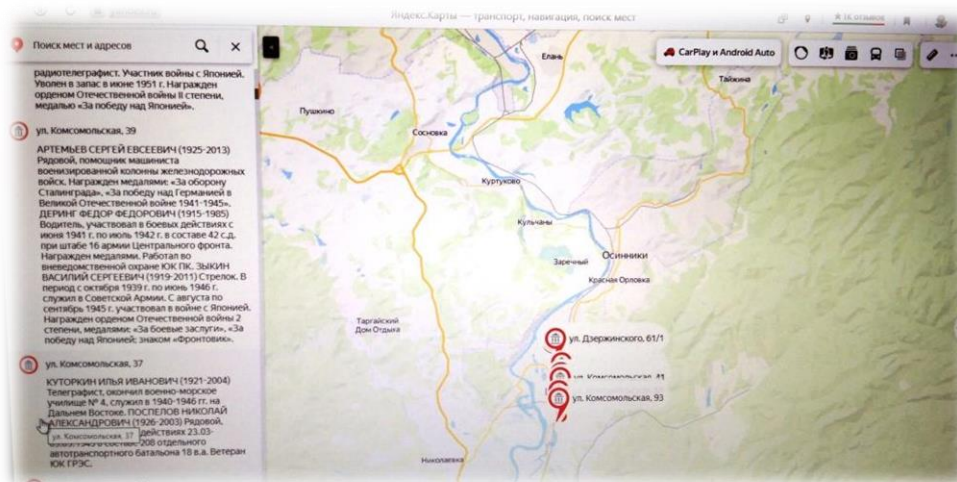 Яндекс.Карты — транспорт, навигация, поиск мест
Поиск мест и адресов
радиотелеграфист. Участник войны с Японией.
Уволен в запас в июне 1951 г. Награжден
орденом Отечественной войны II степени,
медалью «За победу над Японией».
ул. Комсомольская, 39
АРТЕМЬЕВ СЕРГЕЙ ЕВСЕЕВИЧ (1925-2013)
Рядовой, помощник машиниста
военизированной колонны железнодорожных
войск. Награжден медалями: «За оборону
Сталинграда», «За победу над Германией в
Великой Отечественной войне 1941-1945».
ДЕРИНГ ФЕДОР ФЕДОРОВИЧ (1915-1985)
Водитель, участвовал в боевых действиях с
июня 1941 г. по июль 1942 г. в составе 42 с.д.
при штабе 16 армии Центрального фронта.
Награжден медалями. Работал во
вневедомственной охране ЮК ПК. ЗЫКИН
ВАСИЛИЙ СЕРГЕЕВИЧ (1919-2011) Стрелок. В
период с октября 1939 г. по июнь 1946 г.
служил в Советской Армии. С августа по
сентябрь 1945 г. участвовал в войне с Японией.
Награжден орденом Отечественной войны 2
степени, медалями: «За боевые заслуги», «За
победу над Японией; знаком «Фронтовик».
ул. Комсомольская, 37
КУТОРКИН ИЛЬЯ ИВАНОВИЧ (1921-2004)
Телеграфист, окончил военно-морское
училище № 4, служил в 1940-1946 гг. на
Дальнем Востоке. ПОСПЕЛОВ НИКОЛАЙ
АЛЕКСАНДРОВИЧ (1926-2003) Рядовой,
действиях 23.03-
ул. Комсомольская, 37
208 отдельного
автотранспортного батальона 18 в.а. Ветеран
ЮК ГРЭС.
CarPlay и Android Auto
Елань
Тайжина
Пушкино
Сосновка
Куртуково
Кульчаны
Осинники
Заречный
Красная Орловка
Таргайский
Дом Отдыха
ул. Дзержинского, 61/1
ул. Комсомольская, 93
Николаевка